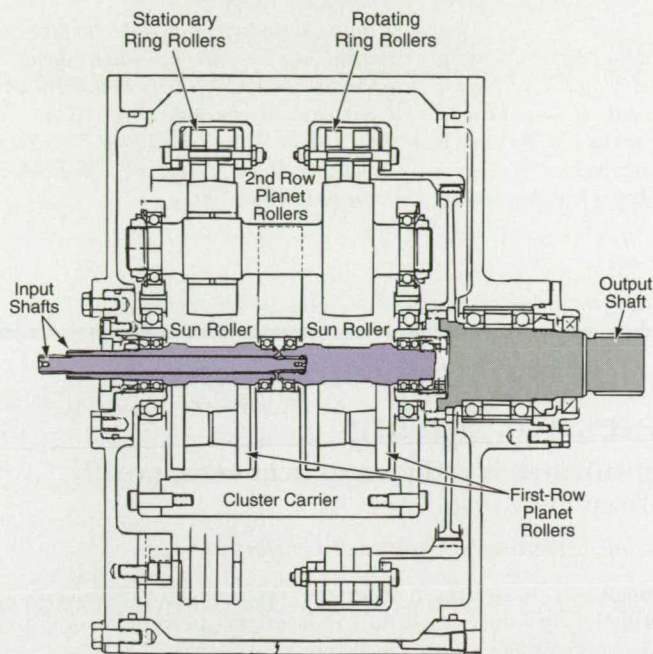 Stationary
Ring Rollers
Rotating
Ring Rollers
2nd Row
Planet
Rollers
Input
Shafts
Sun Roller
Sun Roller
Output
Shaft
Cluster Carrier
First-Row
Planet
Rollers